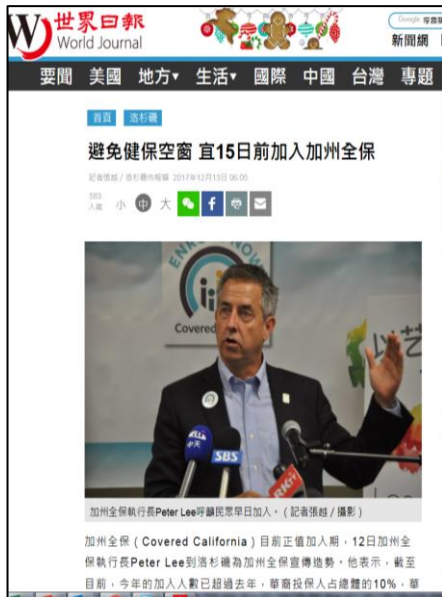 世界日報
World Journal
Google
新聞網
要聞 美國 地方▾ 生活▾ 國際 中國 台灣 專題
首頁 洛杉磯
避免健保空窗 宜15日前加入加州全保
記者張越／洛杉磯市報導 2017年12月13日 06:05
小 中 大
ENROLL NOW
Covered
中天
SBS
加州全保執行長Peter Lee呼籲民眾早日加入。（記者張越／攝影）
加州全保（Covered California）目前正值加入期，12日加州全
保執行長Peter Lee到洛杉磯為加州全保宣傳造勢。他表示，截至
目前，今年的加入人數已超過去年，華裔投保人占總體的10%，華